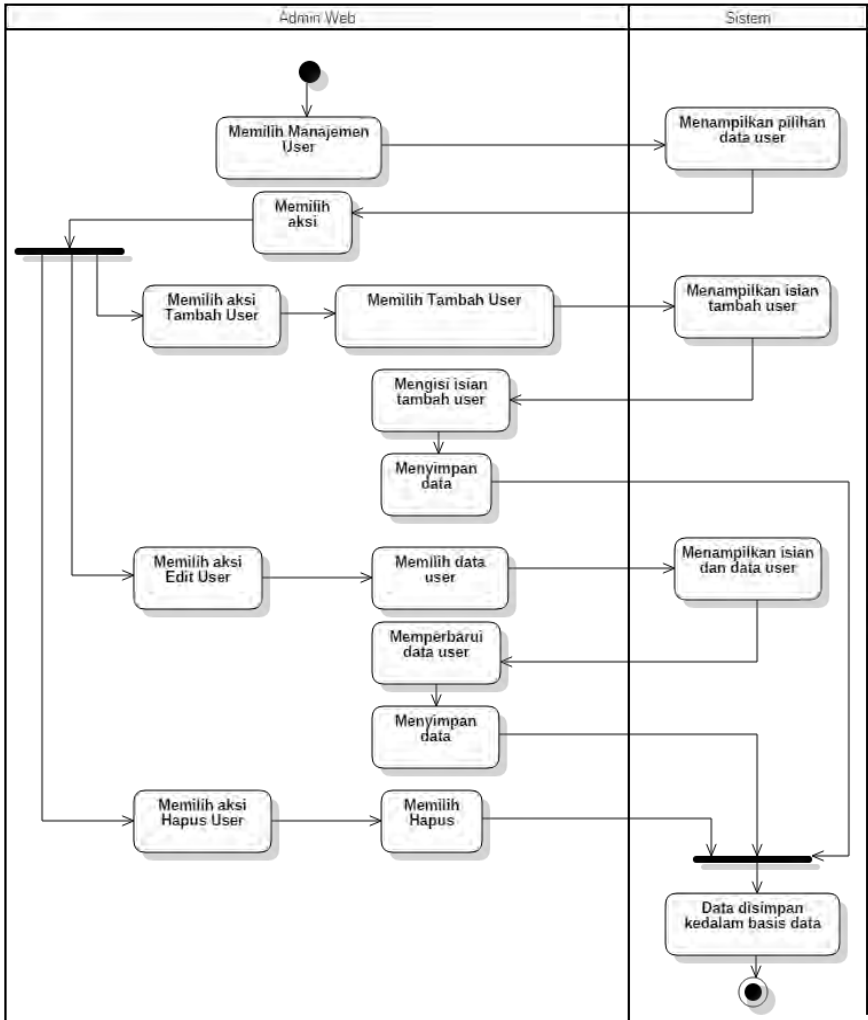 Admin Web
Sistem
Memilih Manajemen
User
Menampilkan pilihan
data user
Memilih
aksi
Memilih aksi
Tambah User
Memilih Tambah User
Menampilkan isian
tambah user
Mengisi isian
tambah user
Menyimpan
data
Memilih aksi
Edit User
Memilih data
user
Menampilkan isian
dan data user
Memperbarui
data user
Menyimpan
data
Memilih aksi
Hapus User
Memilih
Hapus
Data disimpan
kedalam basis data